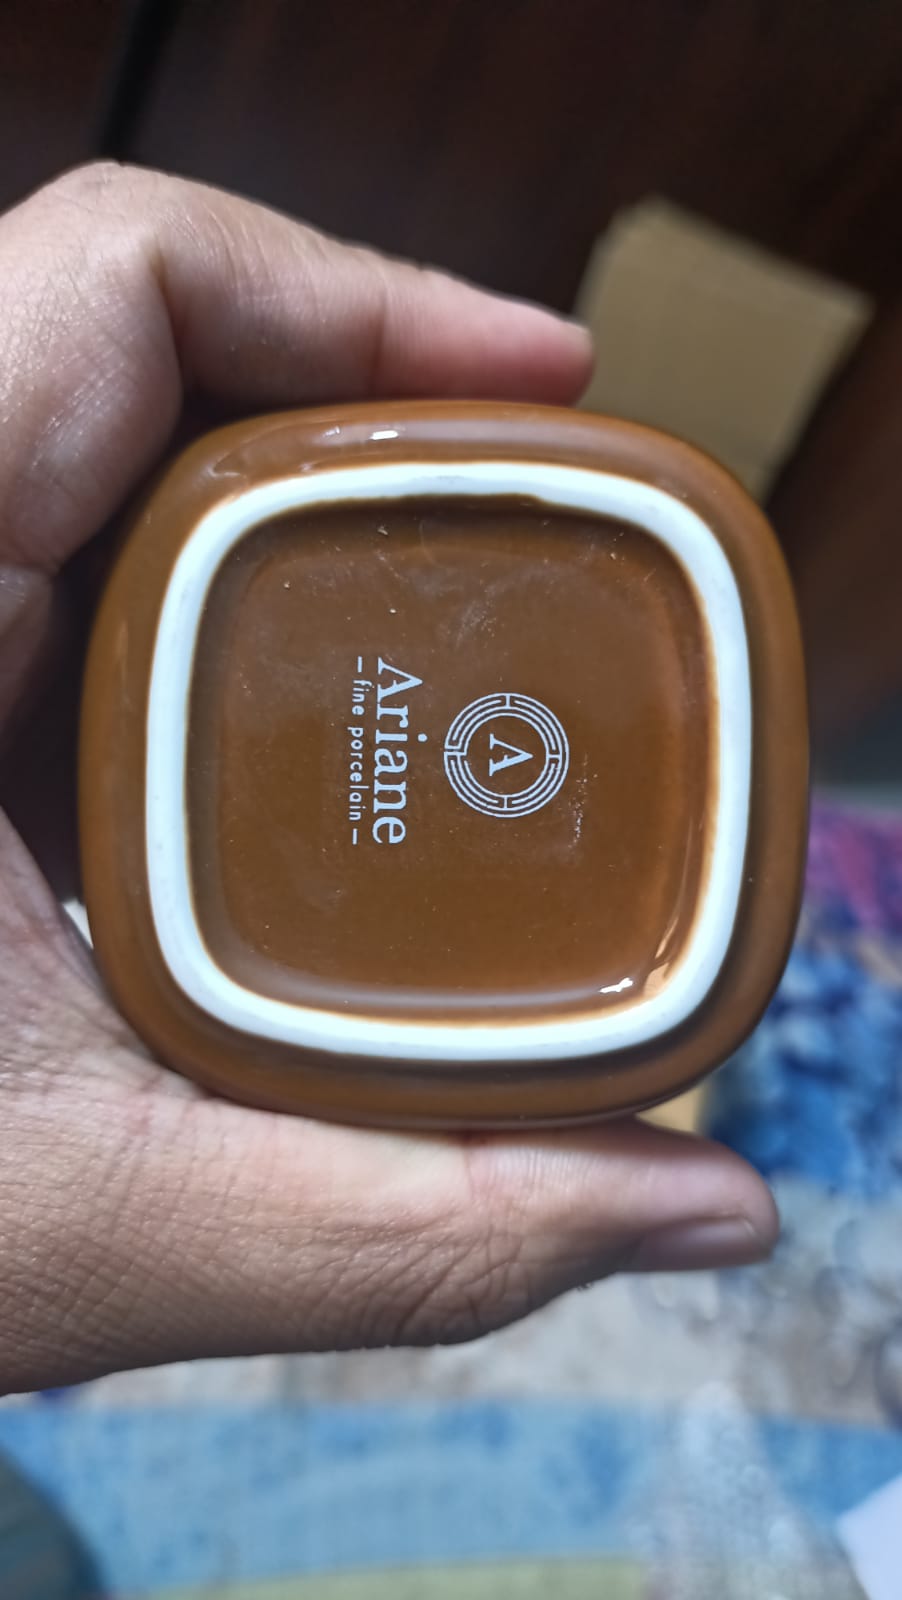 A
Ariane
– fine porcelain –